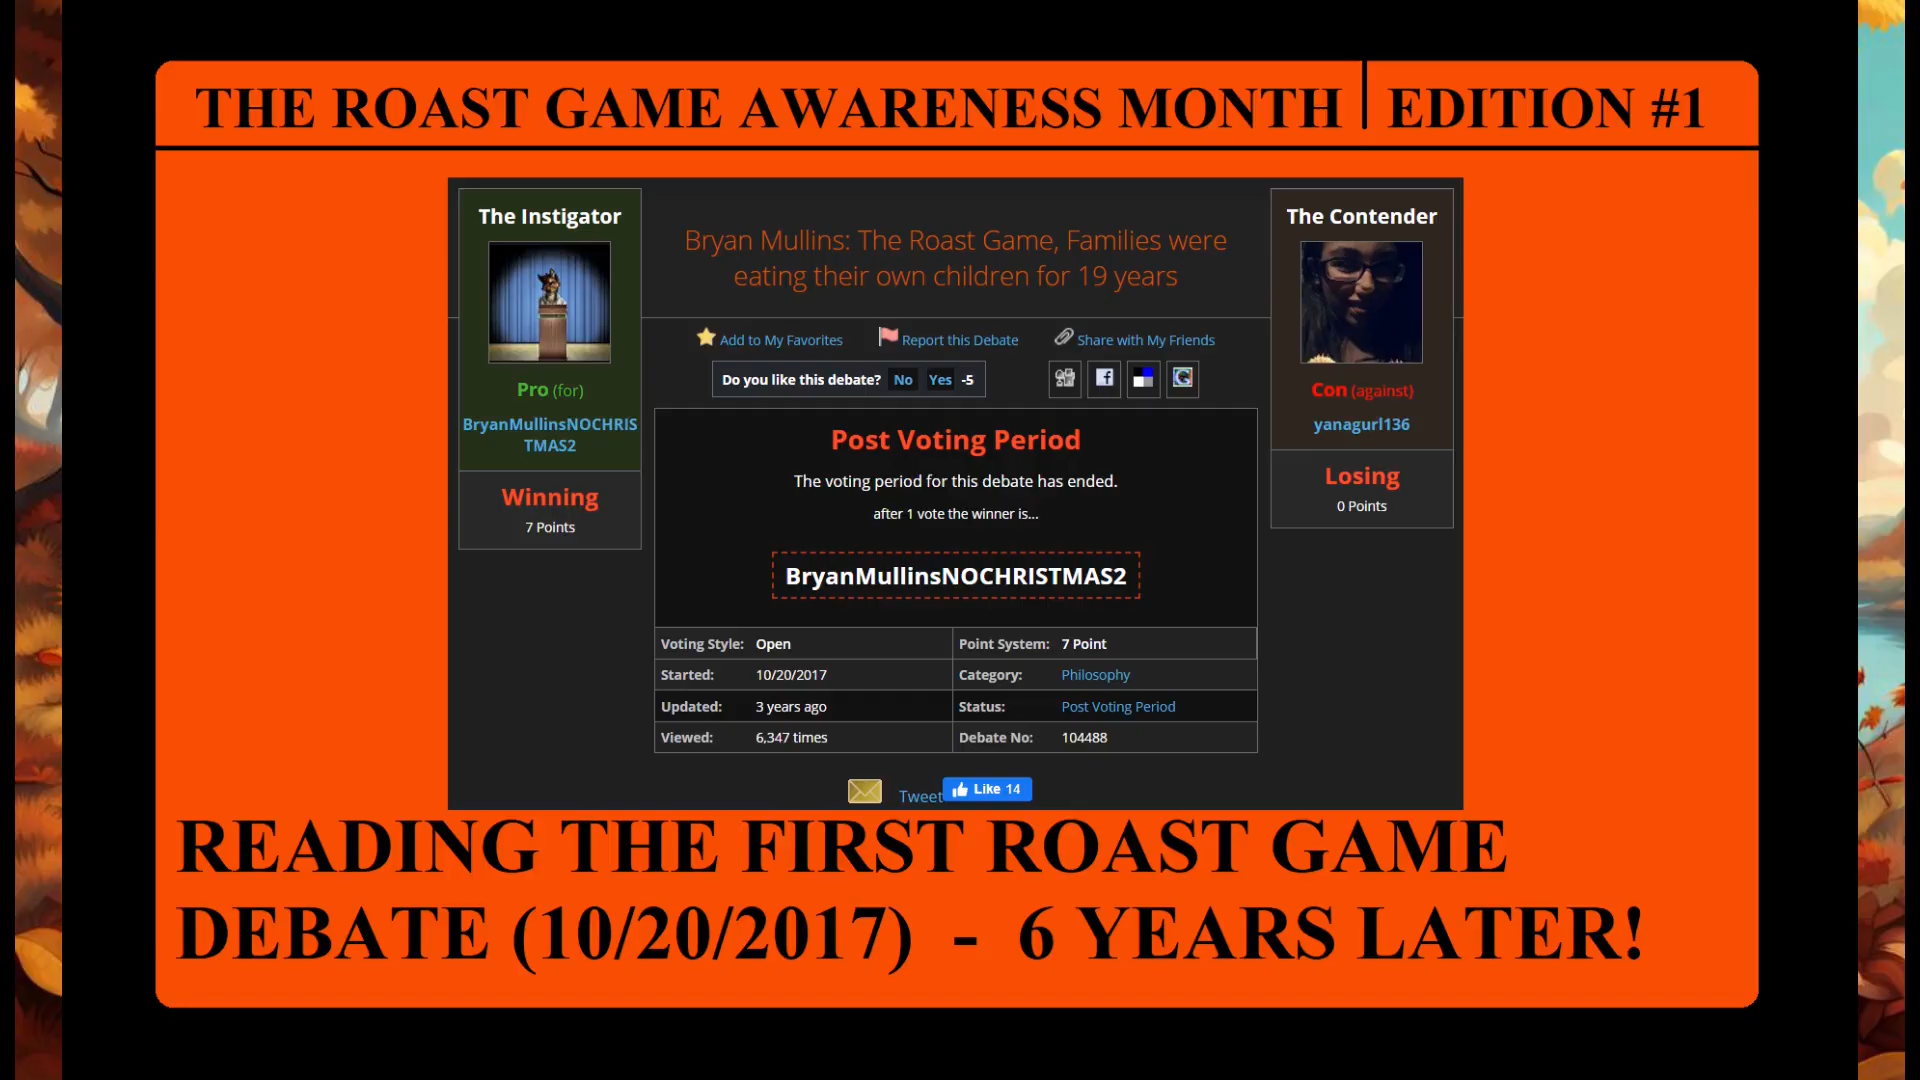 THE ROAST GAME AWARENESS MONTH EDITION #1
The Instigator
Pro (for)
BryanMullinsNOCHRIS
TMAS2
Winning
7 Points
Bryan Mullins: The Roast Game, Families were
eating their own children for 19 years
Add to My Favorites Report this Debate Share with My Friends
Do you like this debate? No Yes -5
Post Voting Period
The voting period for this debate has ended.
after 1 vote the winner is...
BryanMullinsNOCHRISTMAS2
Voting Style: Open Point System: 7 Point
Started: 10/20/2017 Category: Philosophy
Updated: 3 years ago Status: Post Voting Period
Viewed: 6,347 times Debate No: 104488
Tweet Like 14
The Contender
Con (against)
yanagurl136
Losing
0 Points
READING THE FIRST ROAST GAME
DEBATE (10/20/2017) - 6 YEARS LATER!